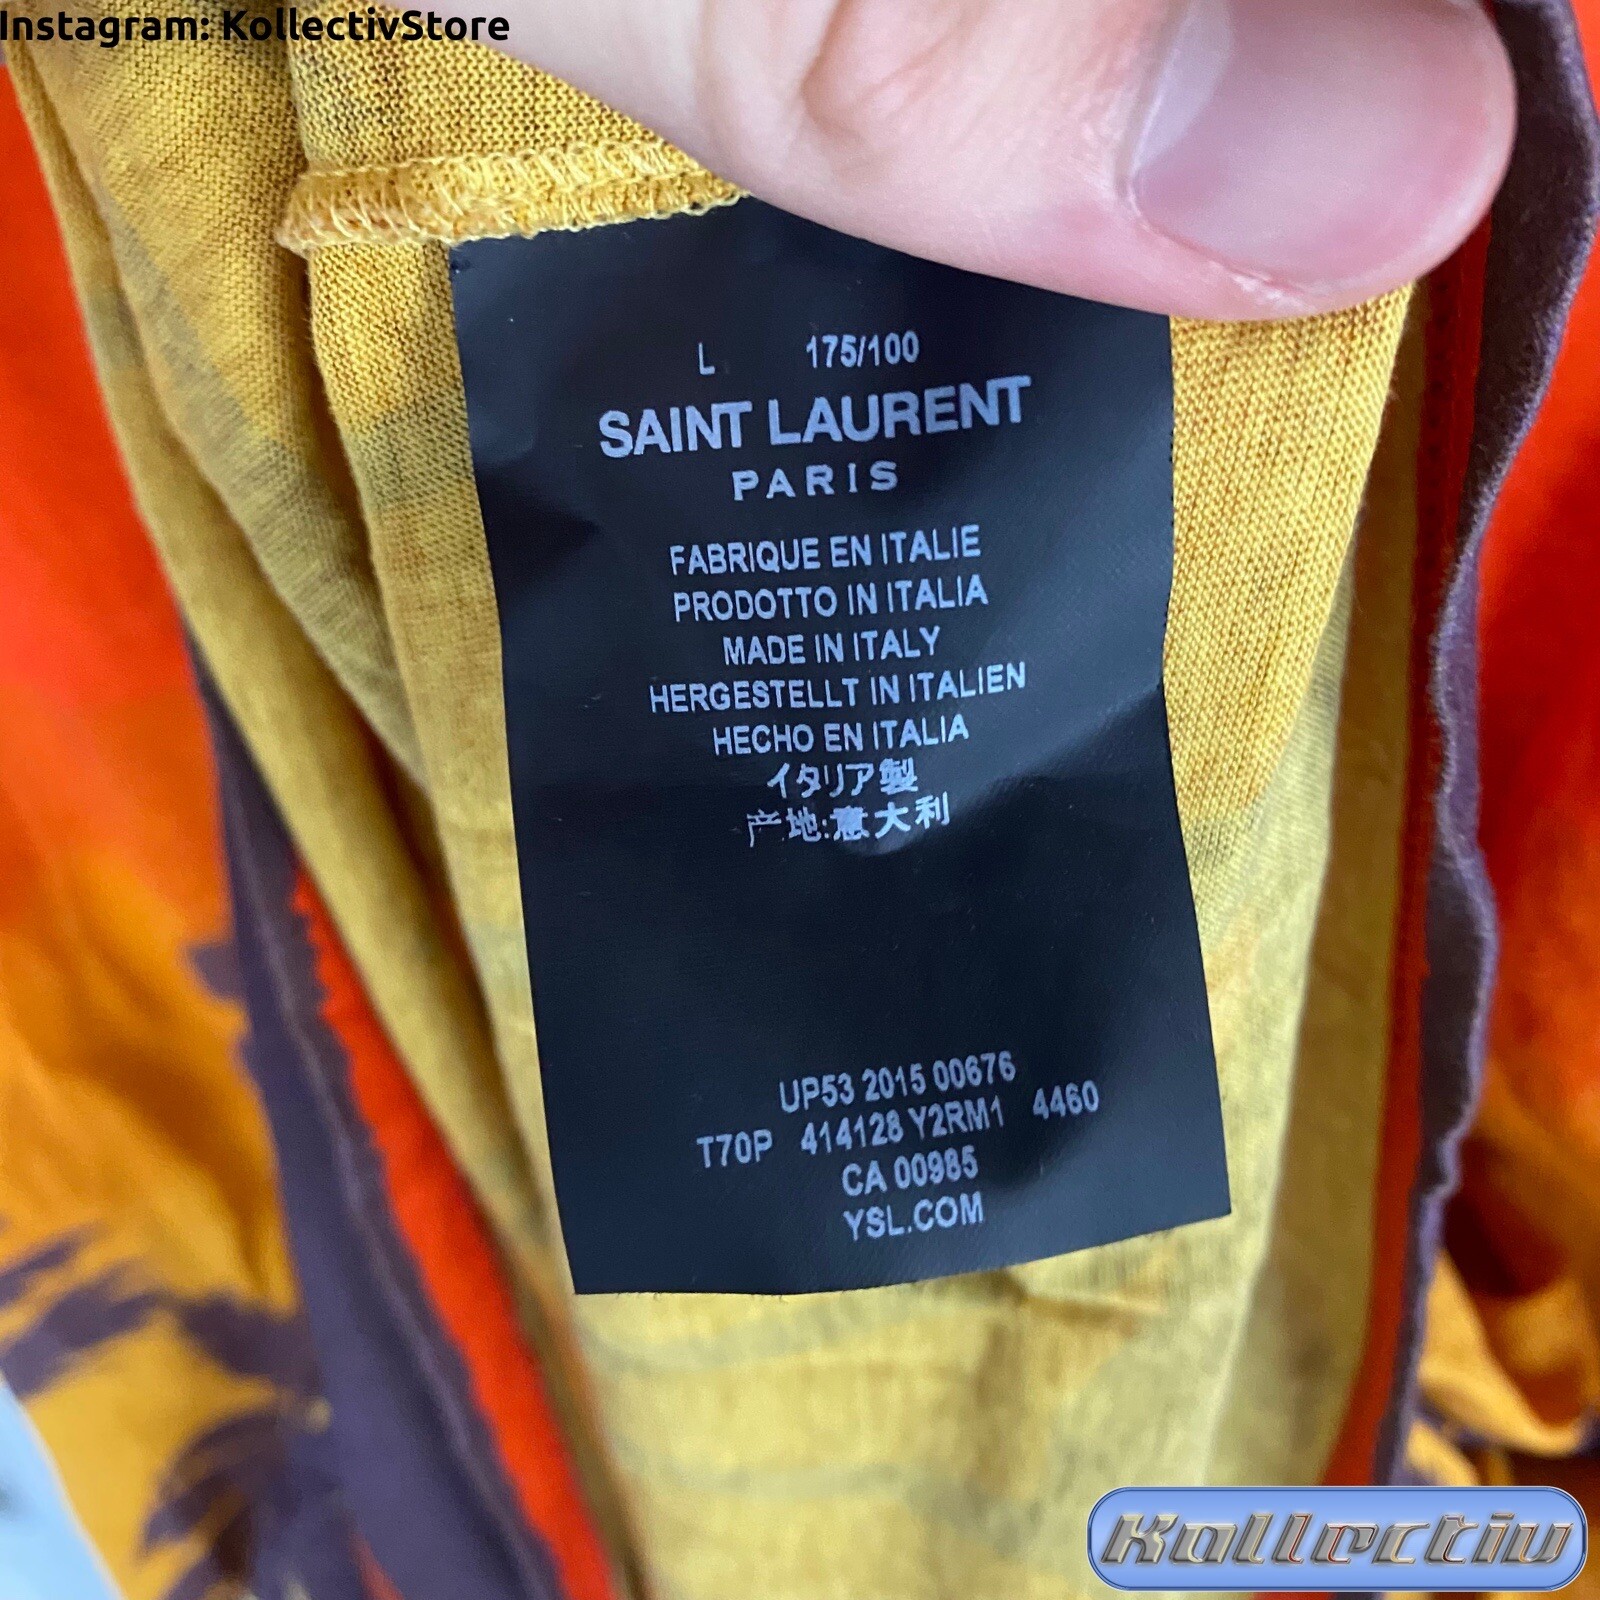 Instagram: KollectivStore
L 175/100
SAINT LAURENT
PARIS
FABRIQUE EN ITALIE
PRODOTTO IN ITALIA
MADE IN ITALY
HERGESTELLT IN ITALIEN
HECHO EN ITALIA
イタリア製
产地:意大利
UP53 2015 00676
T70P 414128 Y2RM1 4460
CA 00985
YSL.COM
Kollectiv